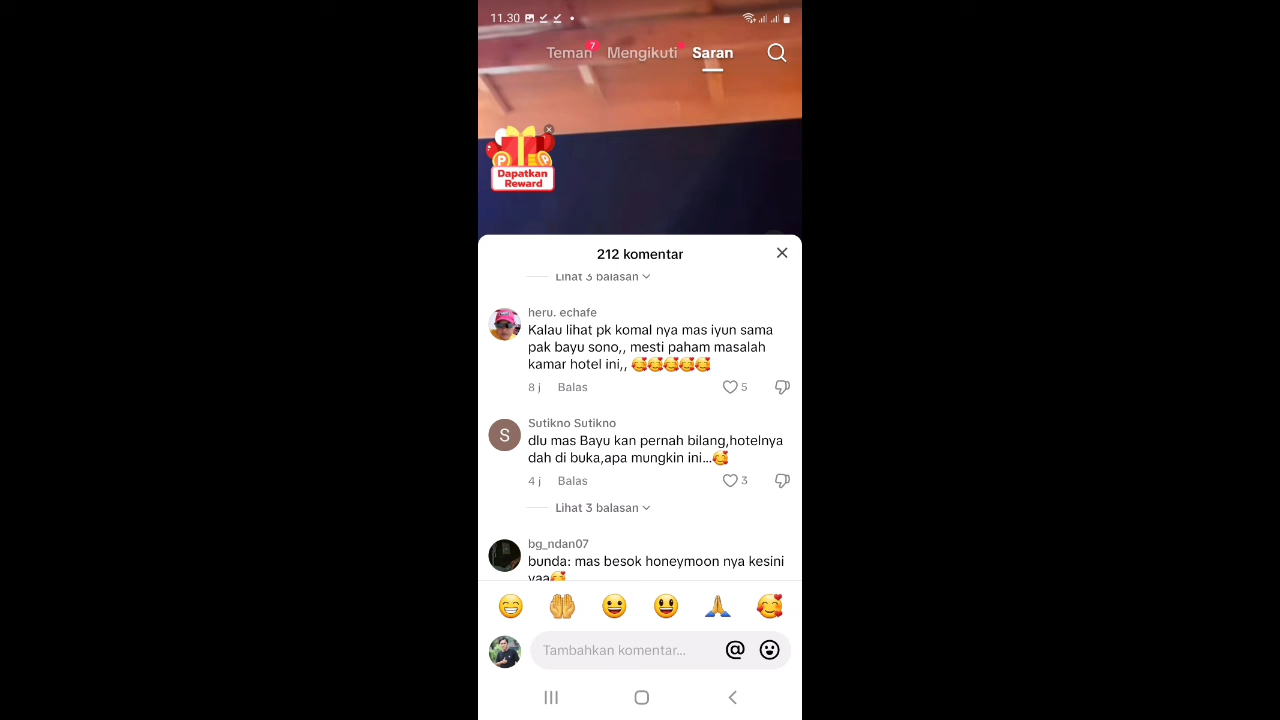 11.30
Teman 7 Mengikuti Saran
P P
Dapatkan
Reward
212 komentar
Lihat 3 balasan
heru. echafe
Kalau lihat pk komal nya mas iyun sama
pak bayu sono,, mesti paham masalah
kamar hotel ini,, 🥰🥰🥰🥰🥰
8 j Balas 5
S
Sutikno Sutikno
dlu mas Bayu kan pernah bilang,hotelnya
dah di buka,apa mungkin ini...🥰
4 j Balas 3
Lihat 3 balasan
bg_ndan07
bunda: mas besok honeymoon nya kesini
yaa🥰
😁 🤲 😀 😃 🙏 🥰
Tambahkan komentar... @